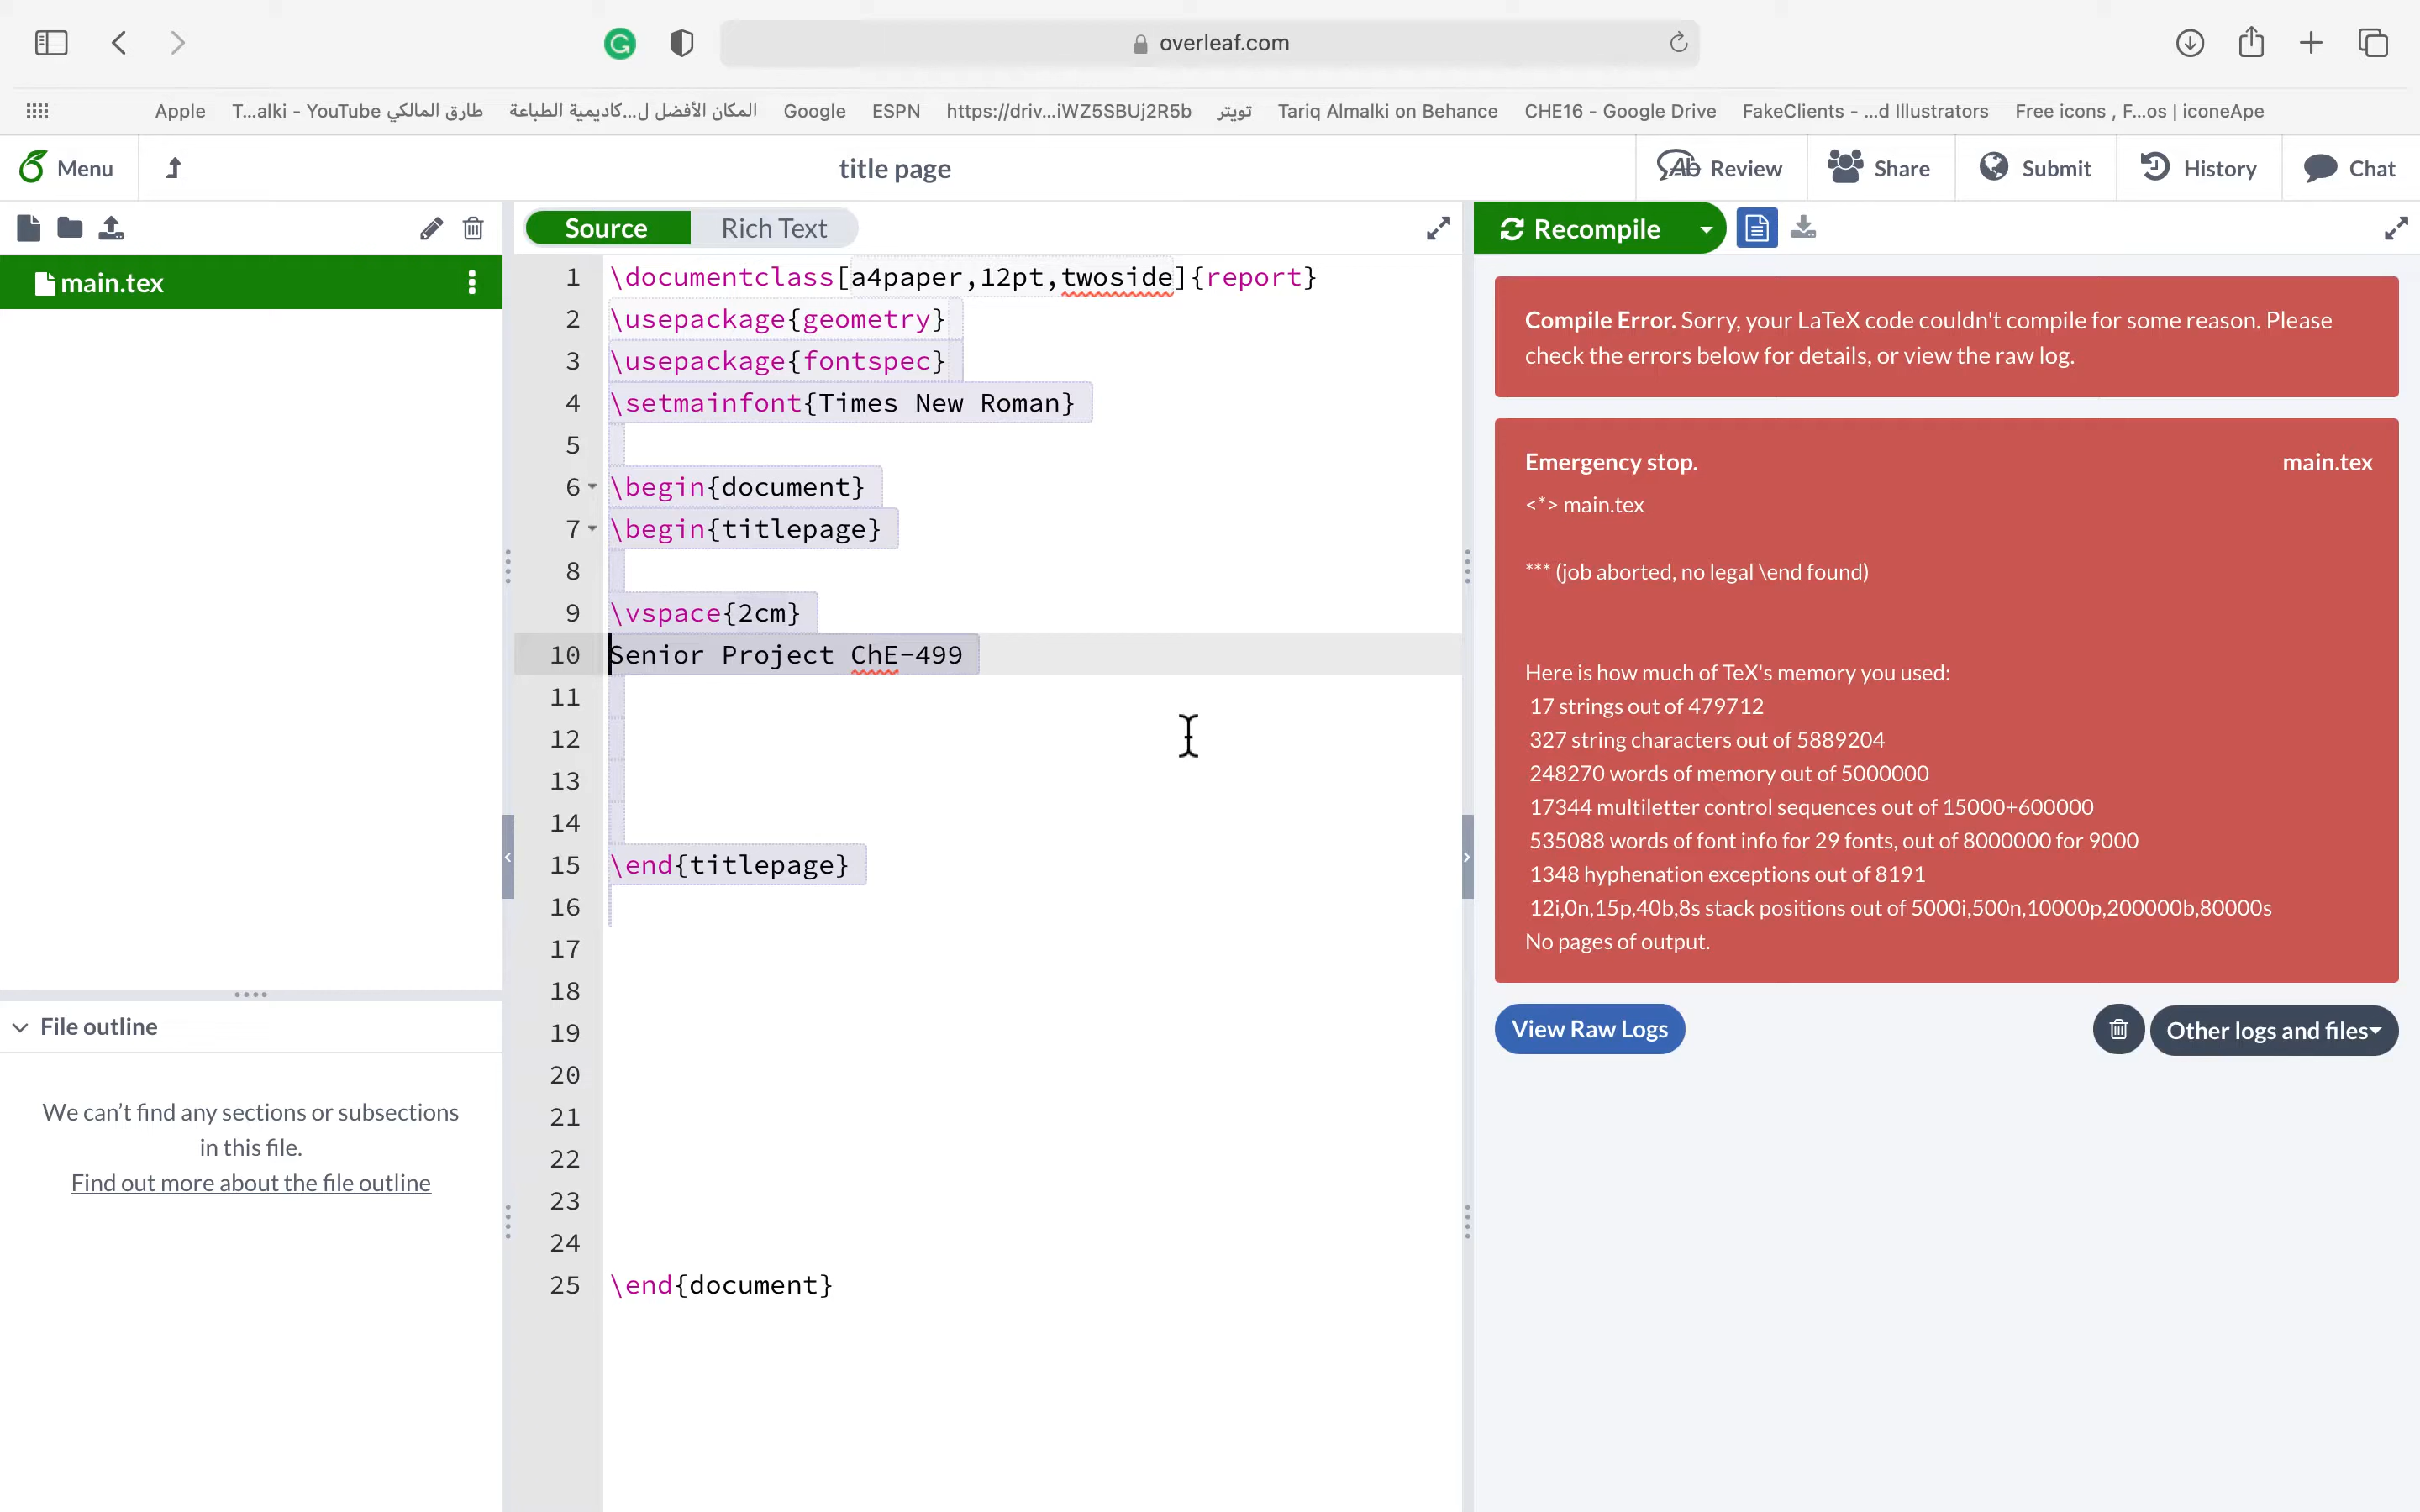 overleaf.com
Apple
T...alki - YouTube طارق المالكي
المكان الأفضل ل...كاديمية الطباعة
Google
ESPN
https://driv...iWZ5SBUj2R5b
تويتر
Tariq Almalki on Behance
CHE16 - Google Drive
FakeClients - ...d Illustrators
Free icons , F...os | iconeApe
Menu
title page
Review
Share
Submit
History
Chat
Source
Rich Text
Recompile
main.tex
1 \documentclass[a4paper,12pt,twoside]{report}
2 \usepackage{geometry}
3 \usepackage{fontspec}
4 \setmainfont{Times New Roman}
5
6 \begin{document}
7 \begin{titlepage}
8
9 \vspace{2cm}
10 Senior Project ChE-499
11
12
13
14
15 \end{titlepage}
16
17
18
19
20
21
22
23
24
25 \end{document}
File outline
We can't find any sections or subsections
in this file.
Find out more about the file outline
Compile Error. Sorry, your LaTeX code couldn't compile for some reason. Please
check the errors below for details, or view the raw log.
Emergency stop.
main.tex
<*> main.tex
*** (job aborted, no legal \end found)
Here is how much of TeX's memory you used:
17 strings out of 479712
327 string characters out of 5889204
248270 words of memory out of 5000000
17344 multiletter control sequences out of 15000+600000
535088 words of font info for 29 fonts, out of 8000000 for 9000
1348 hyphenation exceptions out of 8191
12i,0n,15p,40b,8s stack positions out of 5000i,500n,10000p,200000b,80000s
No pages of output.
View Raw Logs
Other logs and files